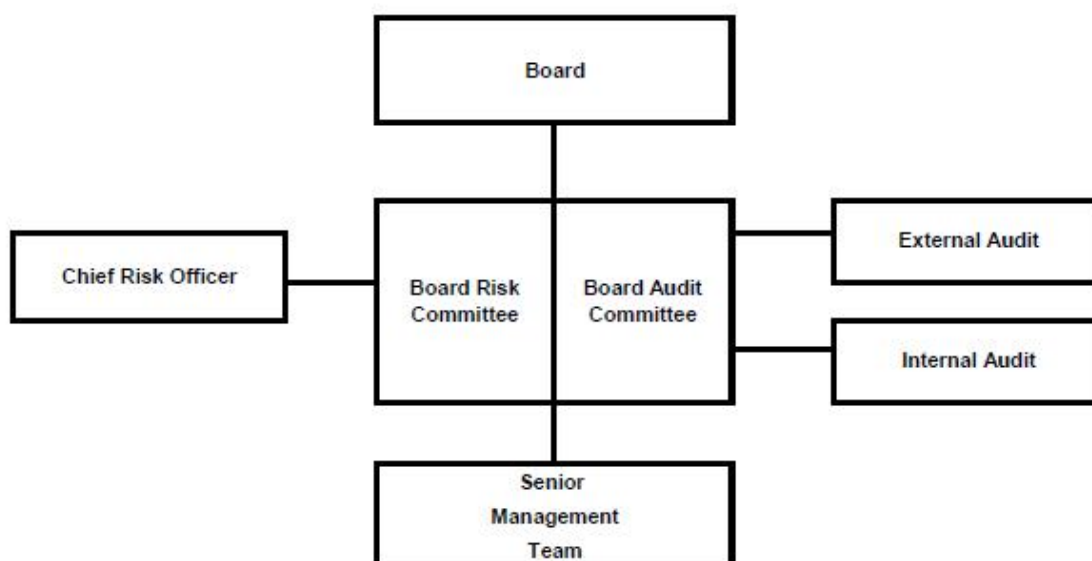 Board
Chief Risk Officer
Board Risk
Committee
Board Audit
Committee
External Audit
Internal Audit
Senior
Management
Team